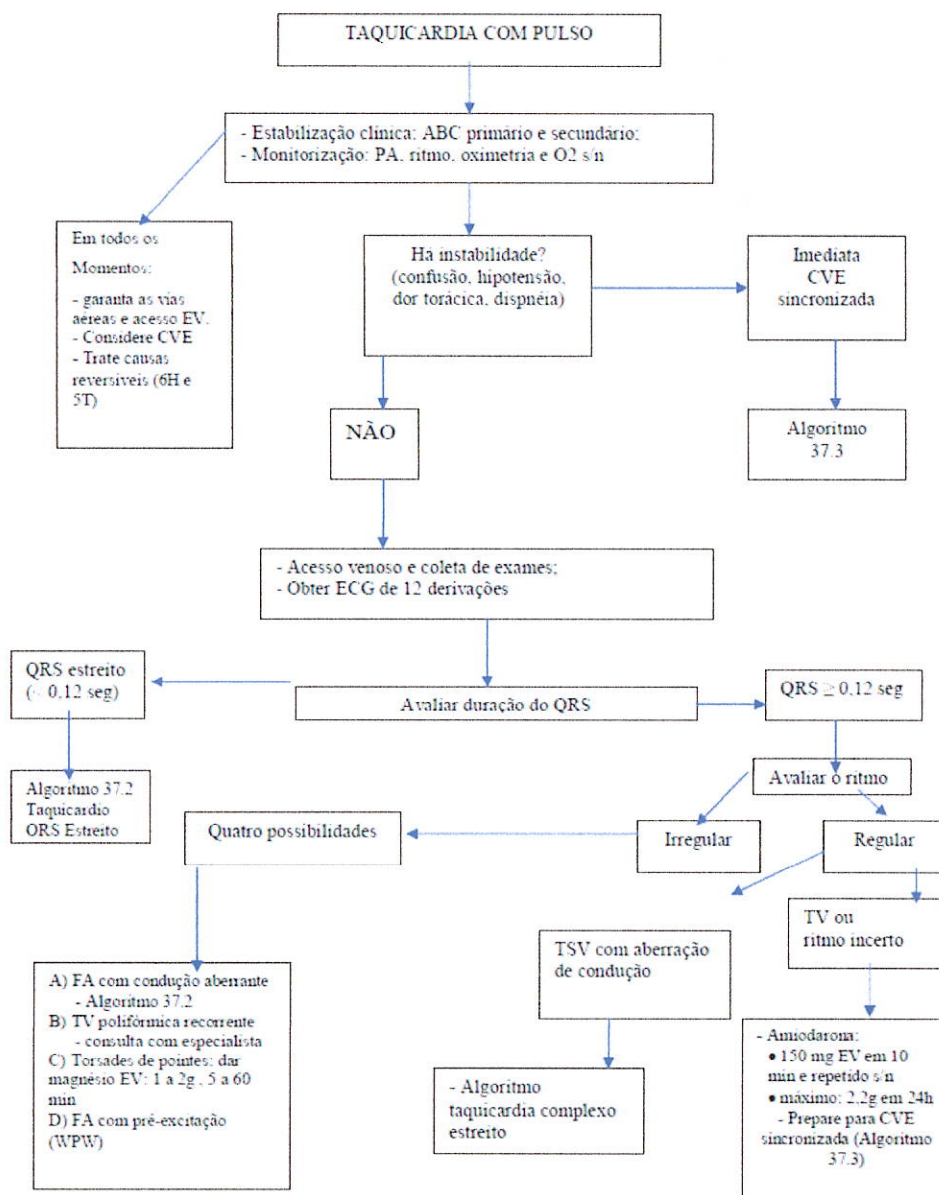 TAQUICARDIA COM PULSO
- Estabilização clínica: ABC primário e secundário;
- Monitorização: PA, ritmo, oximetria e O2 s/n
Em todos os
Momentos:
- garanta as vias
aéreas e acesso EV.
- Considere CVE
- Trate causas
reversíveis (6H e
5T)
Ha instabilidade?
(confusão, hipotensão,
dor torácica, dispnéia)
Imediata
CVE
sincronizada
NÃO
Algoritmo
37.3
- Acesso venoso e coleta de exames;
- Obter ECG de 12 derivações
QRS estreito
(< 0,12 seg)
Avaliar duração do QRS
QRS ≥ 0,12 seg
Algoritmo 37.2
Taquicardio
QRS Estreito
Avaliar o ritmo
Quatro possibilidades
Irregular
Regular
TSV com aberração
de condução
TV ou
ritmo incerto
A) FA com condução aberrante
- Algoritmo 37.2
B) TV polifórmica recorrente
- consulta com especialista
C) Torsades de pointes: dar
magnésio EV: 1 a 2g , 5 a 60
min
D) FA com pré-excitação
(WPW)
- Algoritmo
taquicardia complexo
estreito
- Amiodarona:
● 150 mg EV em 10
min e repetido s/n
● máximo: 2,2g em 24h
- Prepare para CVE
sincronizada (Algoritmo
37.3)